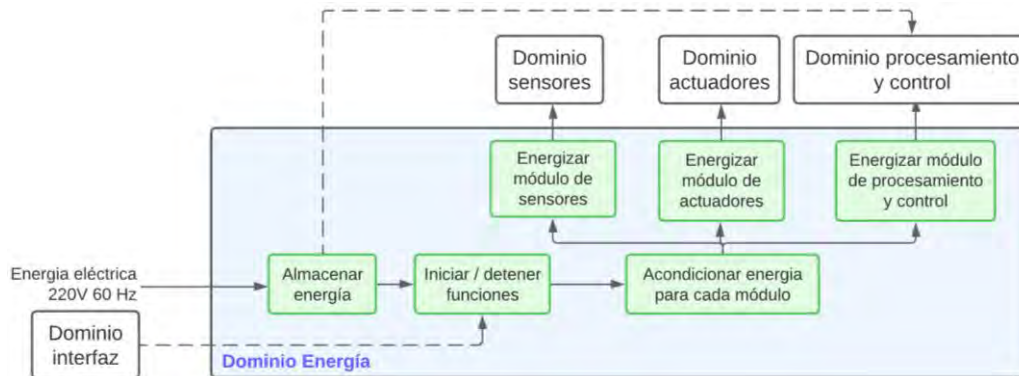 Dominio
sensores
Dominio
actuadores
Dominio procesamiento
y control
Energizar
módulo de
sensores
Energizar
módulo de
actuadores
Energizar módulo
de procesamiento
y control
Energia eléctrica
220V 60 Hz
Almacenar
energía
Iniciar / detener
funciones
Acondicionar energia
para cada módulo
Dominio
interfaz
Dominio Energía